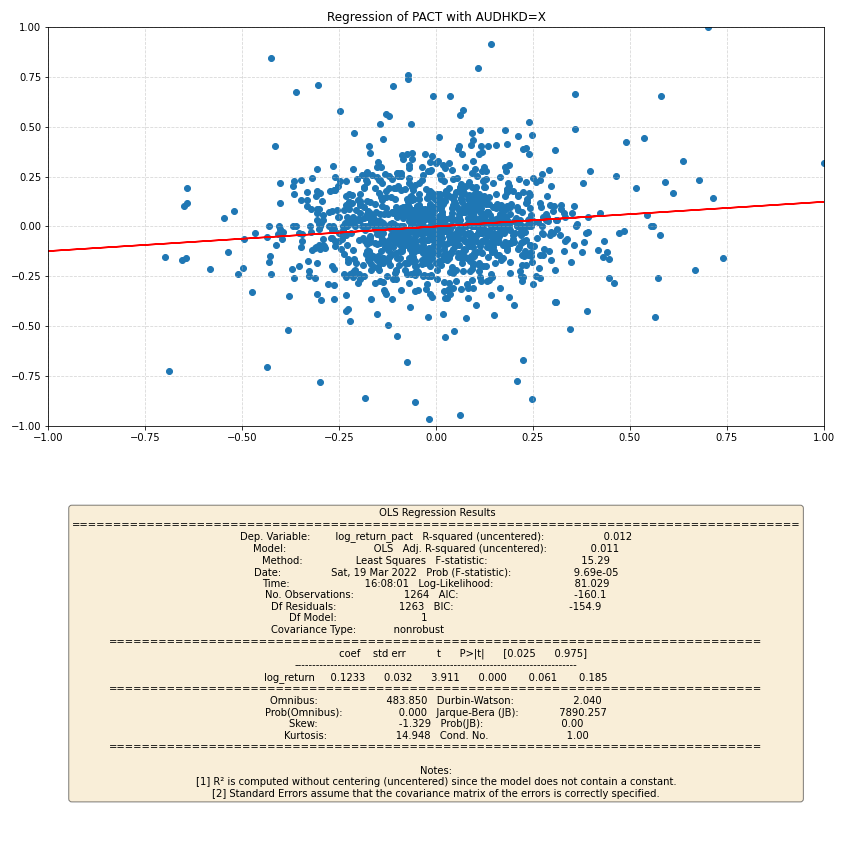 Regression of PACT with AUDHKD=X
1.00
0.75
0.50
0.25
0.00
−0.25
−0.50
−0.75
−1.00
−1.00 −0.75 −0.50 −0.25 0.00 0.25 0.50 0.75 1.00
OLS Regression Results
==============================================================================
Dep. Variable: log_return_pact R-squared (uncentered): 0.012
Model: OLS Adj. R-squared (uncentered): 0.011
Method: Least Squares F-statistic: 15.29
Date: Sat, 19 Mar 2022 Prob (F-statistic): 9.69e-05
Time: 16:08:01 Log-Likelihood: 81.029
No. Observations: 1264 AIC: -160.1
Df Residuals: 1263 BIC: -154.9
Df Model: 1
Covariance Type: nonrobust
==============================================================================
coef std err t P>|t| [0.025 0.975]
------------------------------------------------------------------------------
log_return 0.1233 0.032 3.911 0.000 0.061 0.185
==============================================================================
Omnibus: 483.850 Durbin-Watson: 2.040
Prob(Omnibus): 0.000 Jarque-Bera (JB): 7890.257
Skew: -1.329 Prob(JB): 0.00
Kurtosis: 14.948 Cond. No. 1.00
==============================================================================
Notes:
[1] R² is computed without centering (uncentered) since the model does not contain a constant.
[2] Standard Errors assume that the covariance matrix of the errors is correctly specified.